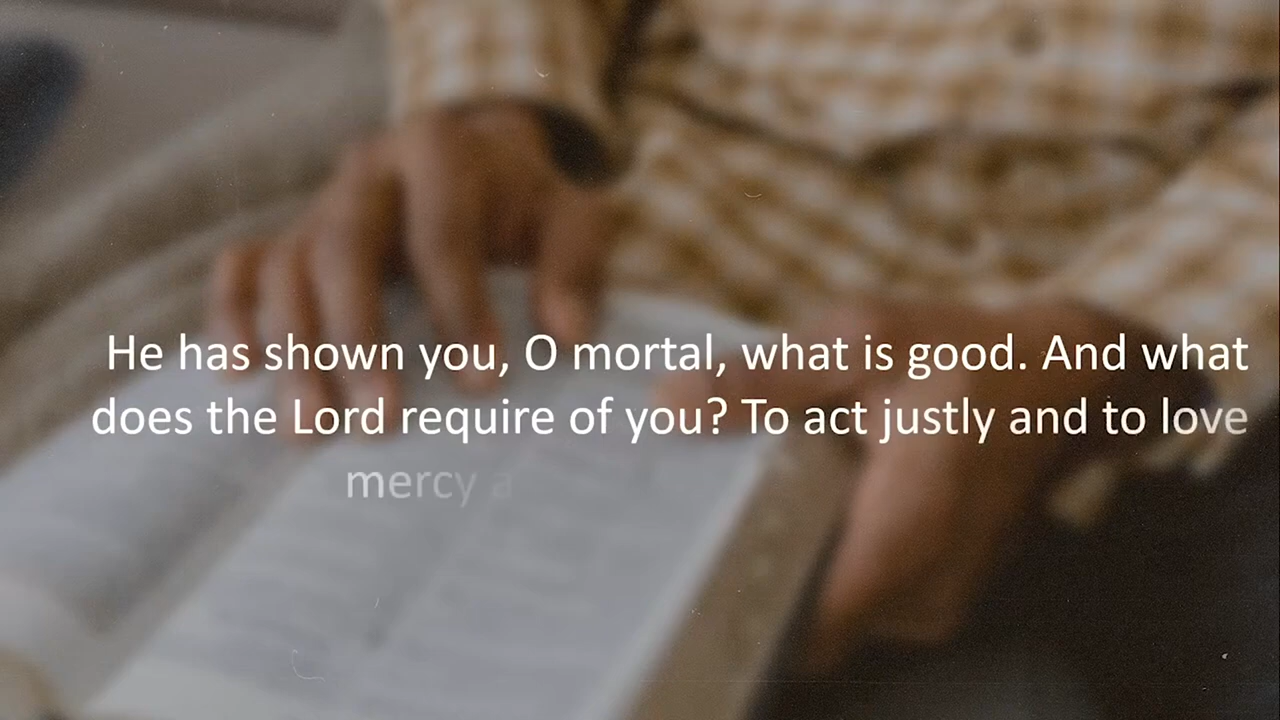 He has shown you, O mortal, what is good. And what
does the Lord require of you? To act justly and to love
mercy a